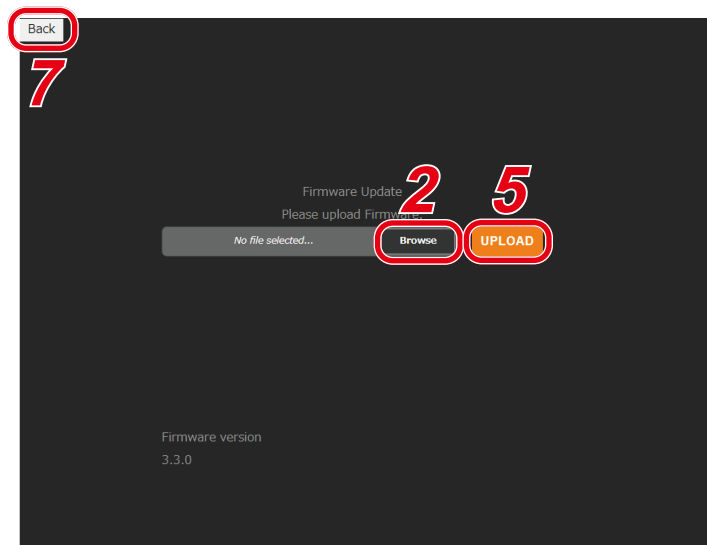 Back
7
Firmware Update
2
5
Please upload Firmware.
No file selected...
Browse
UPLOAD
Firmware version
3.3.0